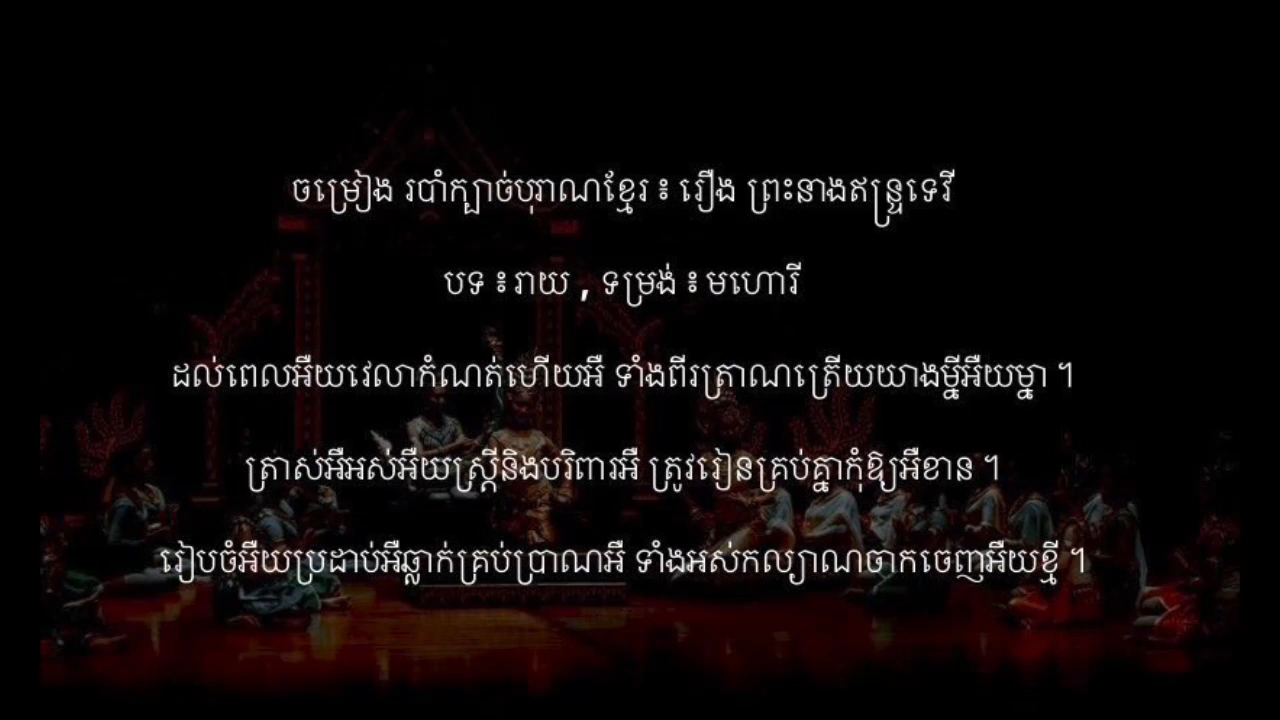 ចម្រៀង របាំក្បាច់បុរាណខ្មែរ ៖ រឿង ព្រះនាងឥន្ទ្រទេវី
បទ ៖ រាយ , ទម្រង់ ៖ មហោរី
ដល់ពេលអឺយវេលាកំណត់ហើយអឺ ទាំងពីរត្រាណត្រើយយាងម្នីអឺយម្នា ។
ត្រាស់អឺអស់អឺយស្ត្រីនិងបរិពារអឺ ត្រូវរៀនគ្រប់គ្នាកុំឱ្យអឺខាន ។
រៀបចំអឺយប្រដាប់អឺឆ្លាក់គ្រប់ប្រាណអឺ ទាំងអស់កល្យាណចាកចេញអឺយខ្មី ។